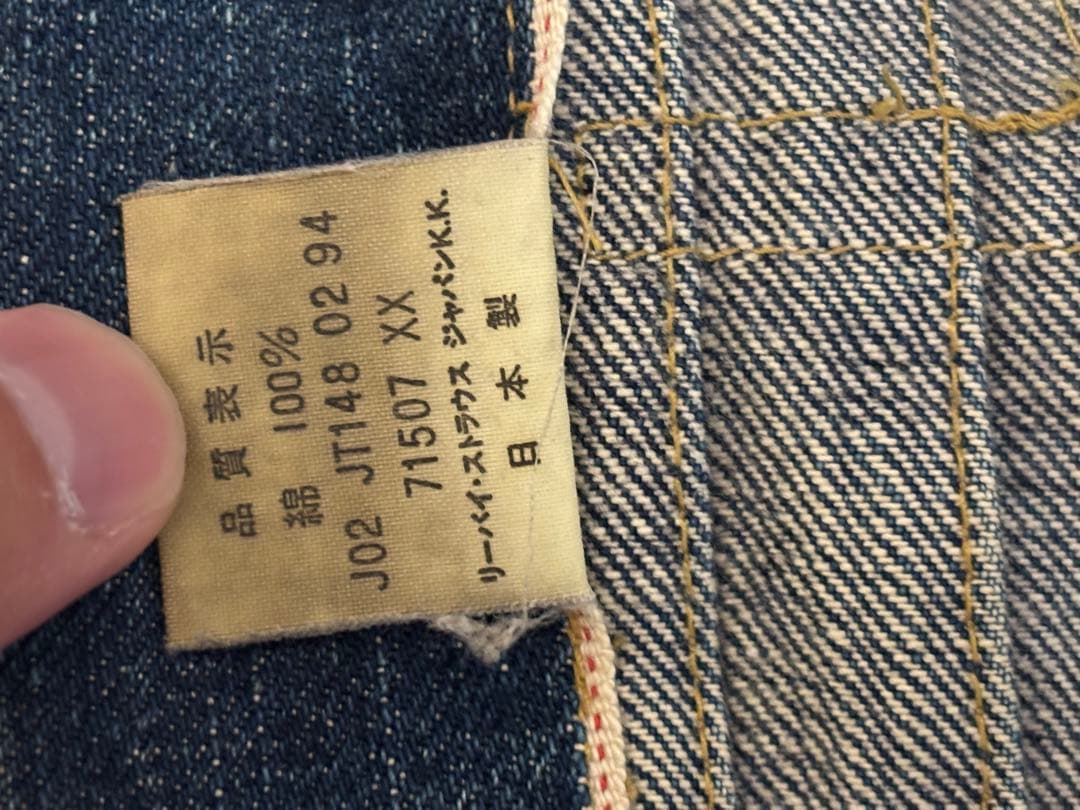 品質表示
綿 100%
J02 JT148 02 94
71507 XX
リーバイ・ストラウス ジャパンK.K.
日本製